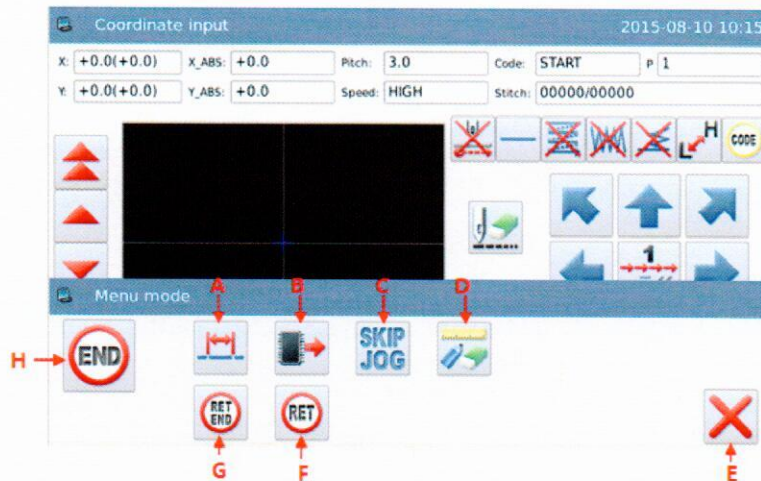 Coordinate input 2015-08-10 10:15
X: +0.0(+0.0) X_ABS: +0.0 Pitch: 3.0 Code: START P 1
Y: +0.0(+0.0) Y_ABS: +0.0 Speed: HIGH Stitch: 00000/00000
L H CODE
1
Menu mode
A B C D
H END SKIP JOG
RET END RET
G F E